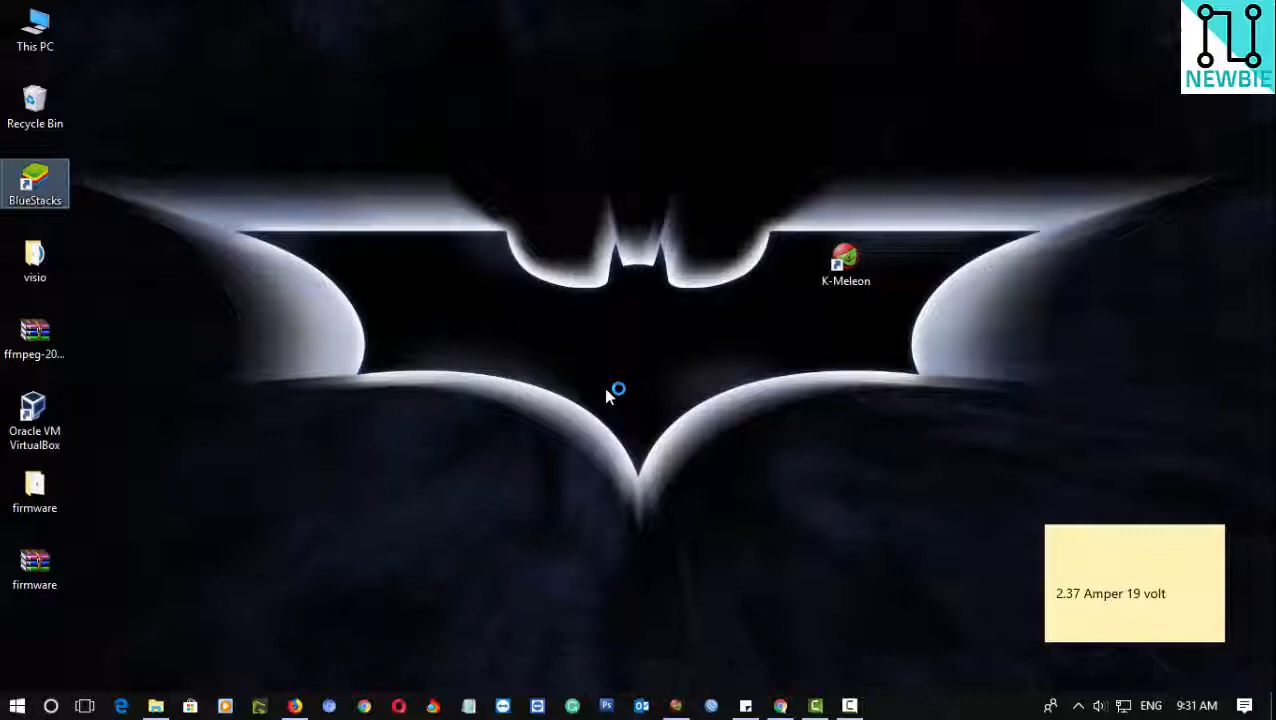 This PC
NEWBIE
Recycle Bin
BlueStacks
visio
K-Meleon
ffmpeg-20...
Oracle VM
VirtualBox
firmware
firmware
2.37 Amper 19 volt
Ps
ENG
9:31 AM